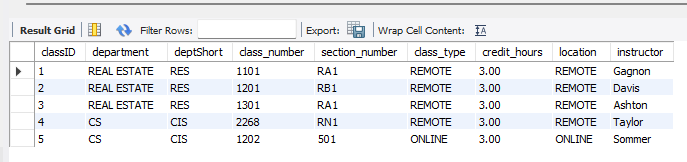 Result Grid Filter Rows: Export: Wrap Cell Content: IA
classID department deptShort class_number section_number class_type credit_hours location instructor
1 REAL ESTATE RES 1101 RA1 REMOTE 3.00 REMOTE Gagnon
2 REAL ESTATE RES 1201 RB1 REMOTE 3.00 REMOTE Davis
3 REAL ESTATE RES 1301 RA1 REMOTE 3.00 REMOTE Ashton
4 CS CIS 2268 RN1 REMOTE 3.00 REMOTE Taylor
5 CS CIS 1202 501 ONLINE 3.00 ONLINE Sommer